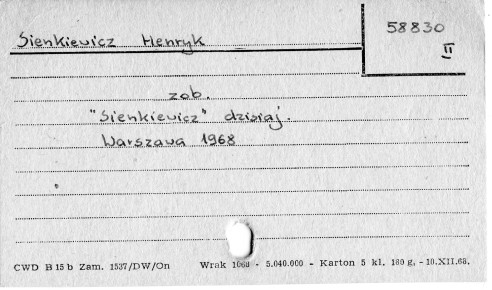 Sienkiewicz Henryk
58830
II
zob.
"Sienkiewicz" dzisiaj.
Warszawa 1968
CWD B 15 b Zam. 1537/DW/On Wrak - 5.040.000 - Karton 5 kl. 180 g. - 10.XII.68.